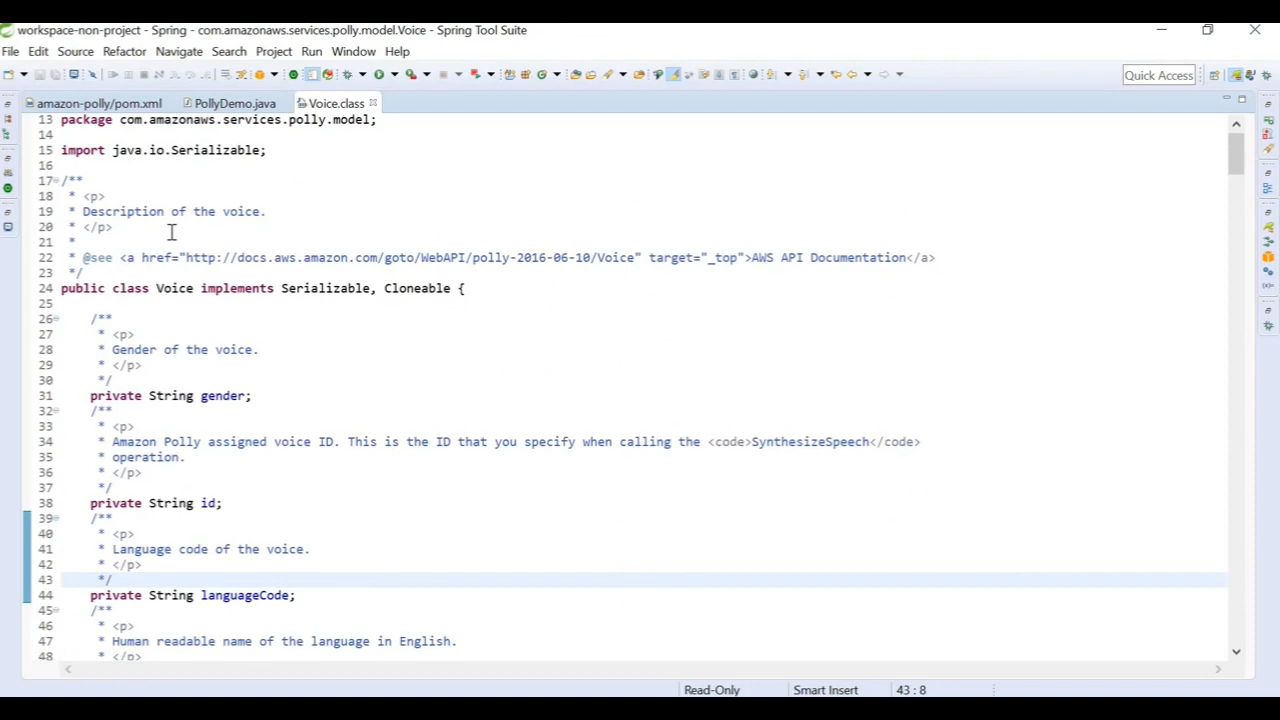 workspace-non-project - Spring - com.amazonaws.services.polly.model.Voice - Spring Tool Suite
File Edit Source Refactor Navigate Search Project Run Window Help
Quick Access
amazon-polly/pom.xml PollyDemo.java Voice.class
13 package com.amazonaws.services.polly.model;
14
15 import java.io.Serializable;
16
17 /**
18 * <p>
19 * Description of the voice.
20 * </p>
21 *
22 * @see <a href="http://docs.aws.amazon.com/goto/WebAPI/polly-2016-06-10/Voice" target="_top">AWS API Documentation</a>
23 */
24 public class Voice implements Serializable, Cloneable {
25
26 /**
27 * <p>
28 * Gender of the voice.
29 * </p>
30 */
31 private String gender;
32 /**
33 * <p>
34 * Amazon Polly assigned voice ID. This is the ID that you specify when calling the <code>SynthesizeSpeech</code>
35 * operation.
36 * </p>
37 */
38 private String id;
39 /**
40 * <p>
41 * Language code of the voice.
42 * </p>
43 */
44 private String languageCode;
45 /**
46 * <p>
47 * Human readable name of the language in English.
48 * </p>
Read-Only Smart Insert 43 : 8